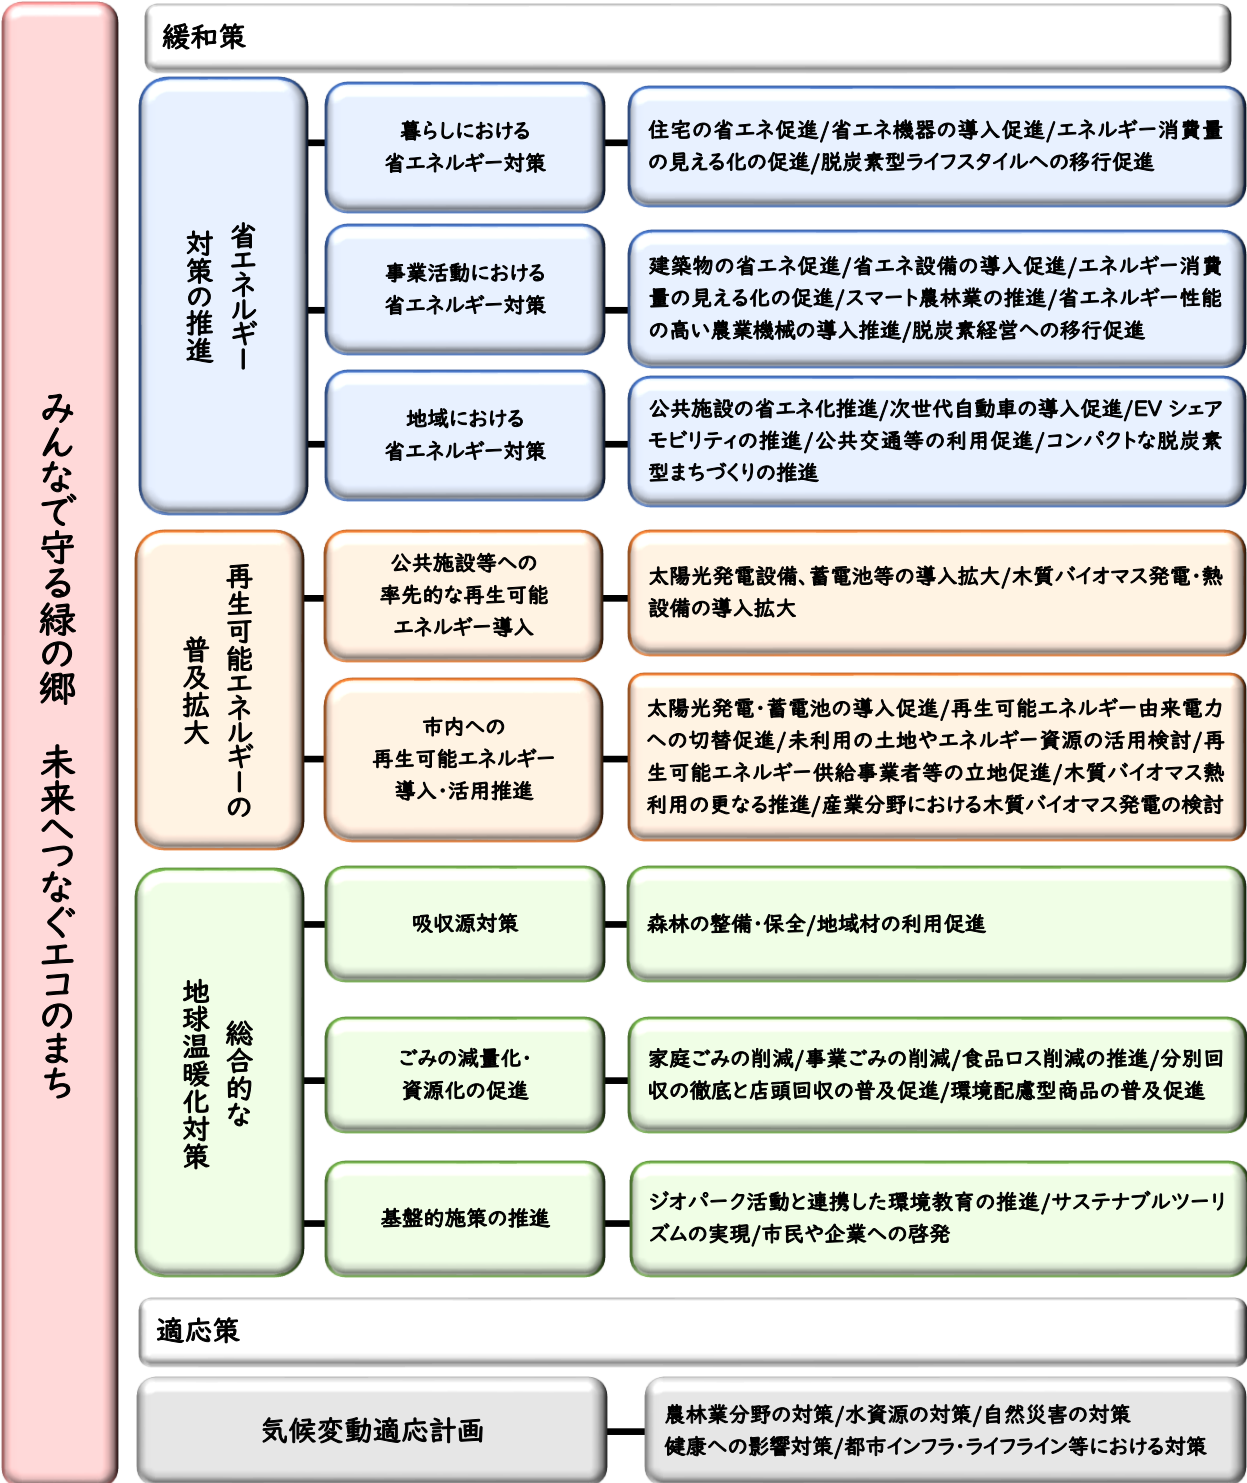 みんなで守る緑の郷　未来へつなぐエコのまち
緩和策
省エネルギー
対策の推進
暮らしにおける
省エネルギー対策
住宅の省エネ促進/省エネ機器の導入促進/エネルギー消費量
の見える化の促進/脱炭素型ライフスタイルへの移行促進
事業活動における
省エネルギー対策
建築物の省エネ促進/省エネ設備の導入促進/エネルギー消費
量の見える化の促進/スマート農林業の推進/省エネルギー性能
の高い農業機械の導入推進/脱炭素経営への移行促進
地域における
省エネルギー対策
公共施設の省エネ化推進/次世代自動車の導入促進/EV シェア
モビリティの推進/公共交通等の利用促進/コンパクトな脱炭素
型まちづくりの推進
再生可能エネルギーの
普及拡大
公共施設等への
率先的な再生可能
エネルギー導入
太陽光発電設備、蓄電池等の導入拡大/木質バイオマス発電・熱
設備の導入拡大
市内への
再生可能エネルギー
導入・活用推進
太陽光発電・蓄電池の導入促進/再生可能エネルギー由来電力
への切替促進/未利用の土地やエネルギー資源の活用検討/再
生可能エネルギー供給事業者等の立地促進/木質バイオマス熱
利用の更なる推進/産業分野における木質バイオマス発電の検討
総合的な
地球温暖化対策
吸収源対策
森林の整備・保全/地域材の利用促進
ごみの減量化・
資源化の促進
家庭ごみの削減/事業ごみの削減/食品ロス削減の推進/分別回
収の徹底と店頭回収の普及促進/環境配慮型商品の普及促進
基盤的施策の推進
ジオパーク活動と連携した環境教育の推進/サステナブルツーリ
ズムの実現/市民や企業への啓発
適応策
気候変動適応計画
農林業分野の対策/水資源の対策/自然災害の対策
健康への影響対策/都市インフラ・ライフライン等における対策